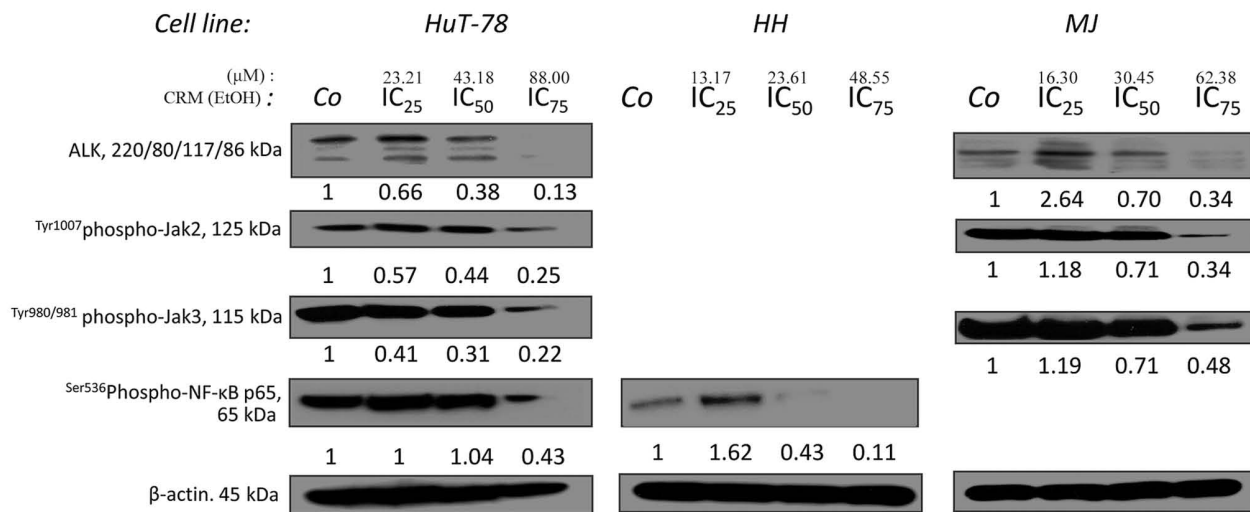 Cell line: HuT-78 HH MJ
(μM) : 23.21 43.18 88.00 13.17 23.61 48.55 16.30 30.45 62.38
CRM (EtOH) : Co IC25 IC50 IC75 Co IC25 IC50 IC75 Co IC25 IC50 IC75
ALK, 220/80/117/86 kDa
1 0.66 0.38 0.13 1 2.64 0.70 0.34
Tyr1007phospho-Jak2, 125 kDa
1 0.57 0.44 0.25 1 1.18 0.71 0.34
Tyr980/981 phospho-Jak3, 115 kDa
1 0.41 0.31 0.22 1 1.19 0.71 0.48
Ser536Phospho-NF-κB p65,
65 kDa
1 1 1.04 0.43 1 1.62 0.43 0.11
β-actin. 45 kDa